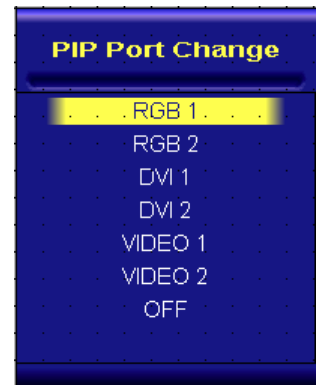 PIP Port Change
RGB 1
RGB 2
DVI 1
DVI 2
VIDEO 1
VIDEO 2
OFF